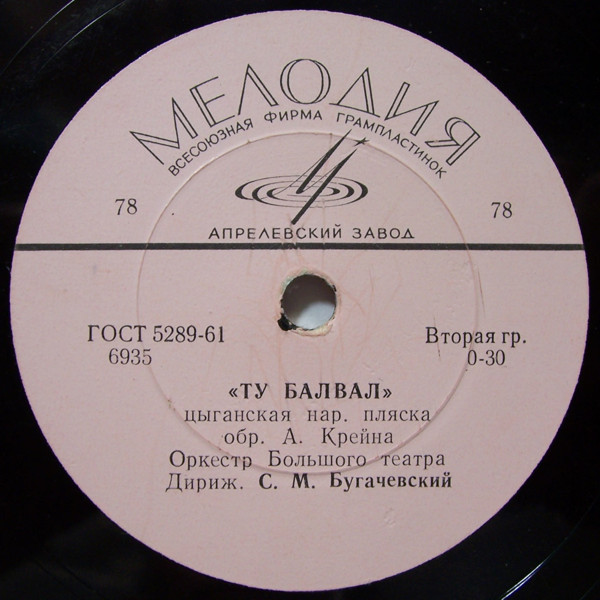 МЕЛОДИЯ
ВСЕСОЮЗНАЯ ФИРМА ГРАМПЛАСТИНОК
78
78
АПРЕЛЕВСКИЙ ЗАВОД
ГОСТ 5289-61
Вторая гр.
6935
0-30
«ТУ БАЛВАЛ»
цыганская нар. пляска
обр. А. Крейна
Оркестр Большого театра
Дириж. С. М. Бугачевский